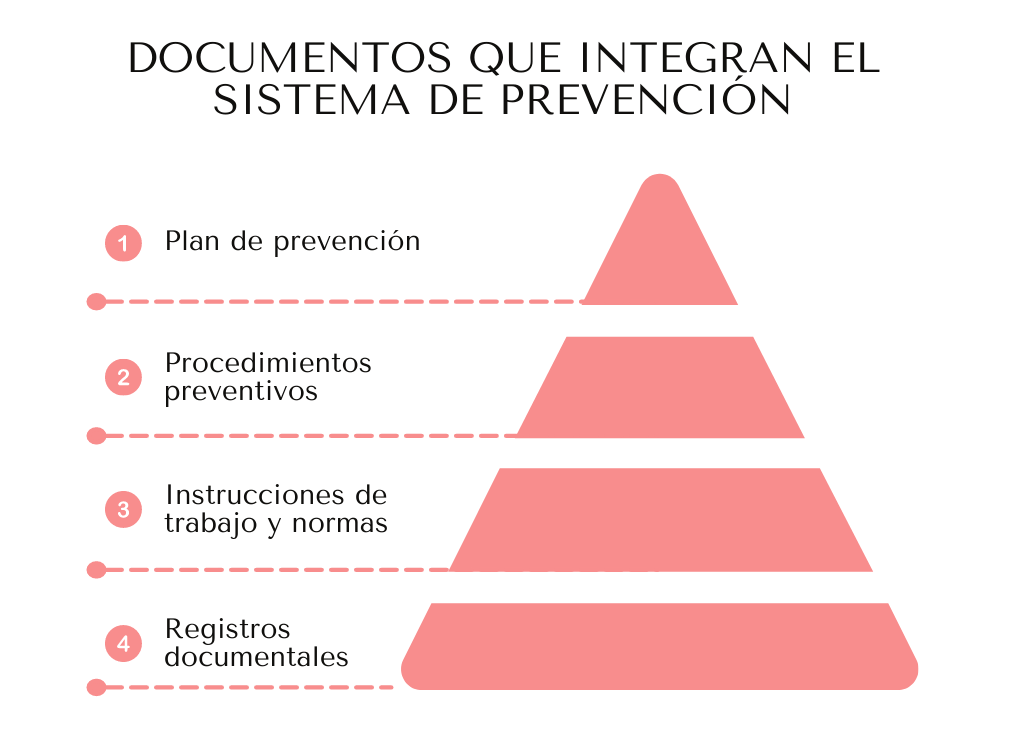 DOCUMENTOS QUE INTEGRAN EL
SISTEMA DE PREVENCIÓN
1 Plan de prevención
2 Procedimientos
preventivos
3 Instrucciones de
trabajo y normas
4 Registros
documentales